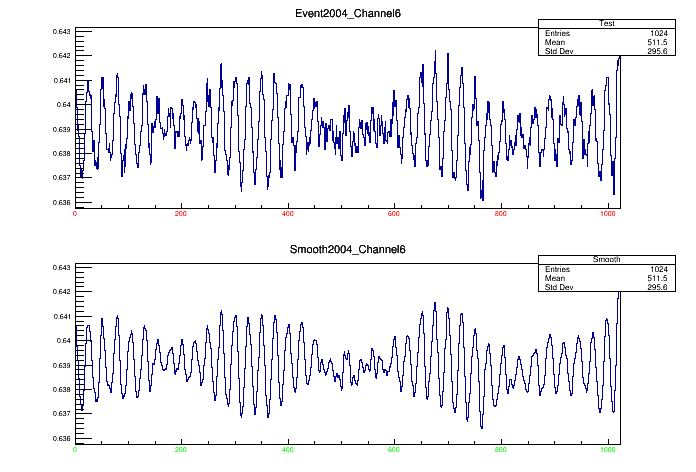 Event2004_Channel6
Test
Entries 1024
Mean 511.5
Std Dev 295.6
0.643
0.642
0.641
0.64
0.639
0.638
0.637
0.636
0 200 400 600 800 1000
Smooth2004_Channel6
Smooth
Entries 1024
Mean 511.5
Std Dev 295.6
0.643
0.642
0.641
0.64
0.639
0.638
0.637
0.636
0 200 400 600 800 1000